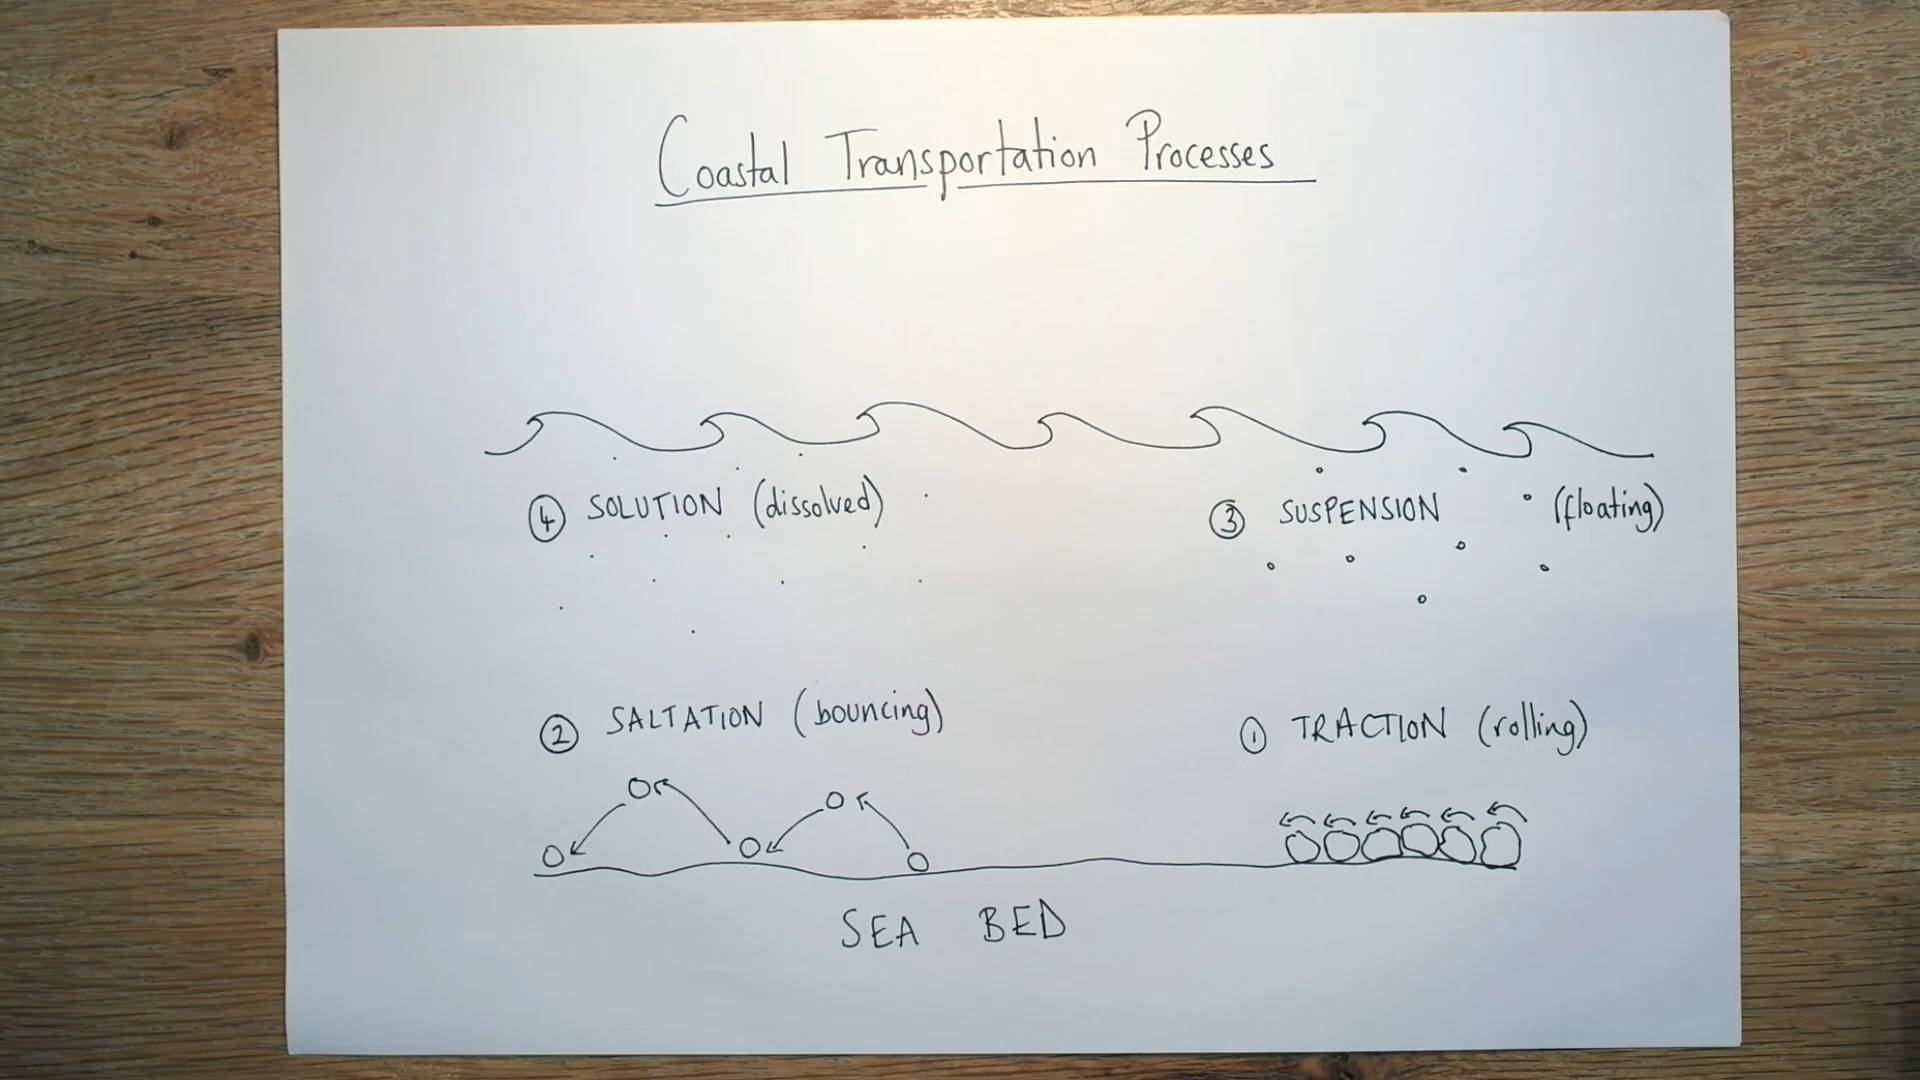 Coastal Transportation Processes
④ SOLUTION (dissolved)
③ SUSPENSION (floating)
② SALTATION (bouncing)
① TRACTION (rolling)
SEA BED